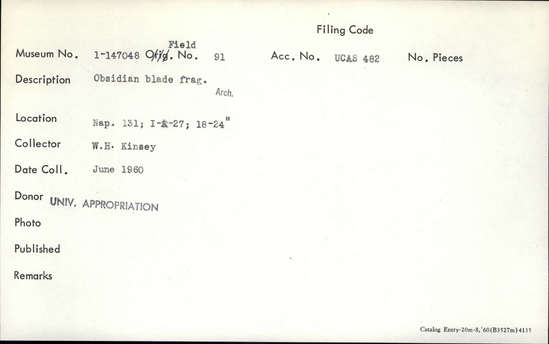 Filing Code
Field
Museum No. 1-147048 Orig. No. 91 Acc. No. UCAS 482 No. Pieces
Description Obsidian blade frag.
Arch.
Location Nap. 131; I-27; 18-24"
Collector W.H. Kinsey
Date Coll. June 1960
Donor UNIV. APPROPRIATION
Photo
Published
Remarks
Catalog Entry-20m-8,'60(B3527m)4115